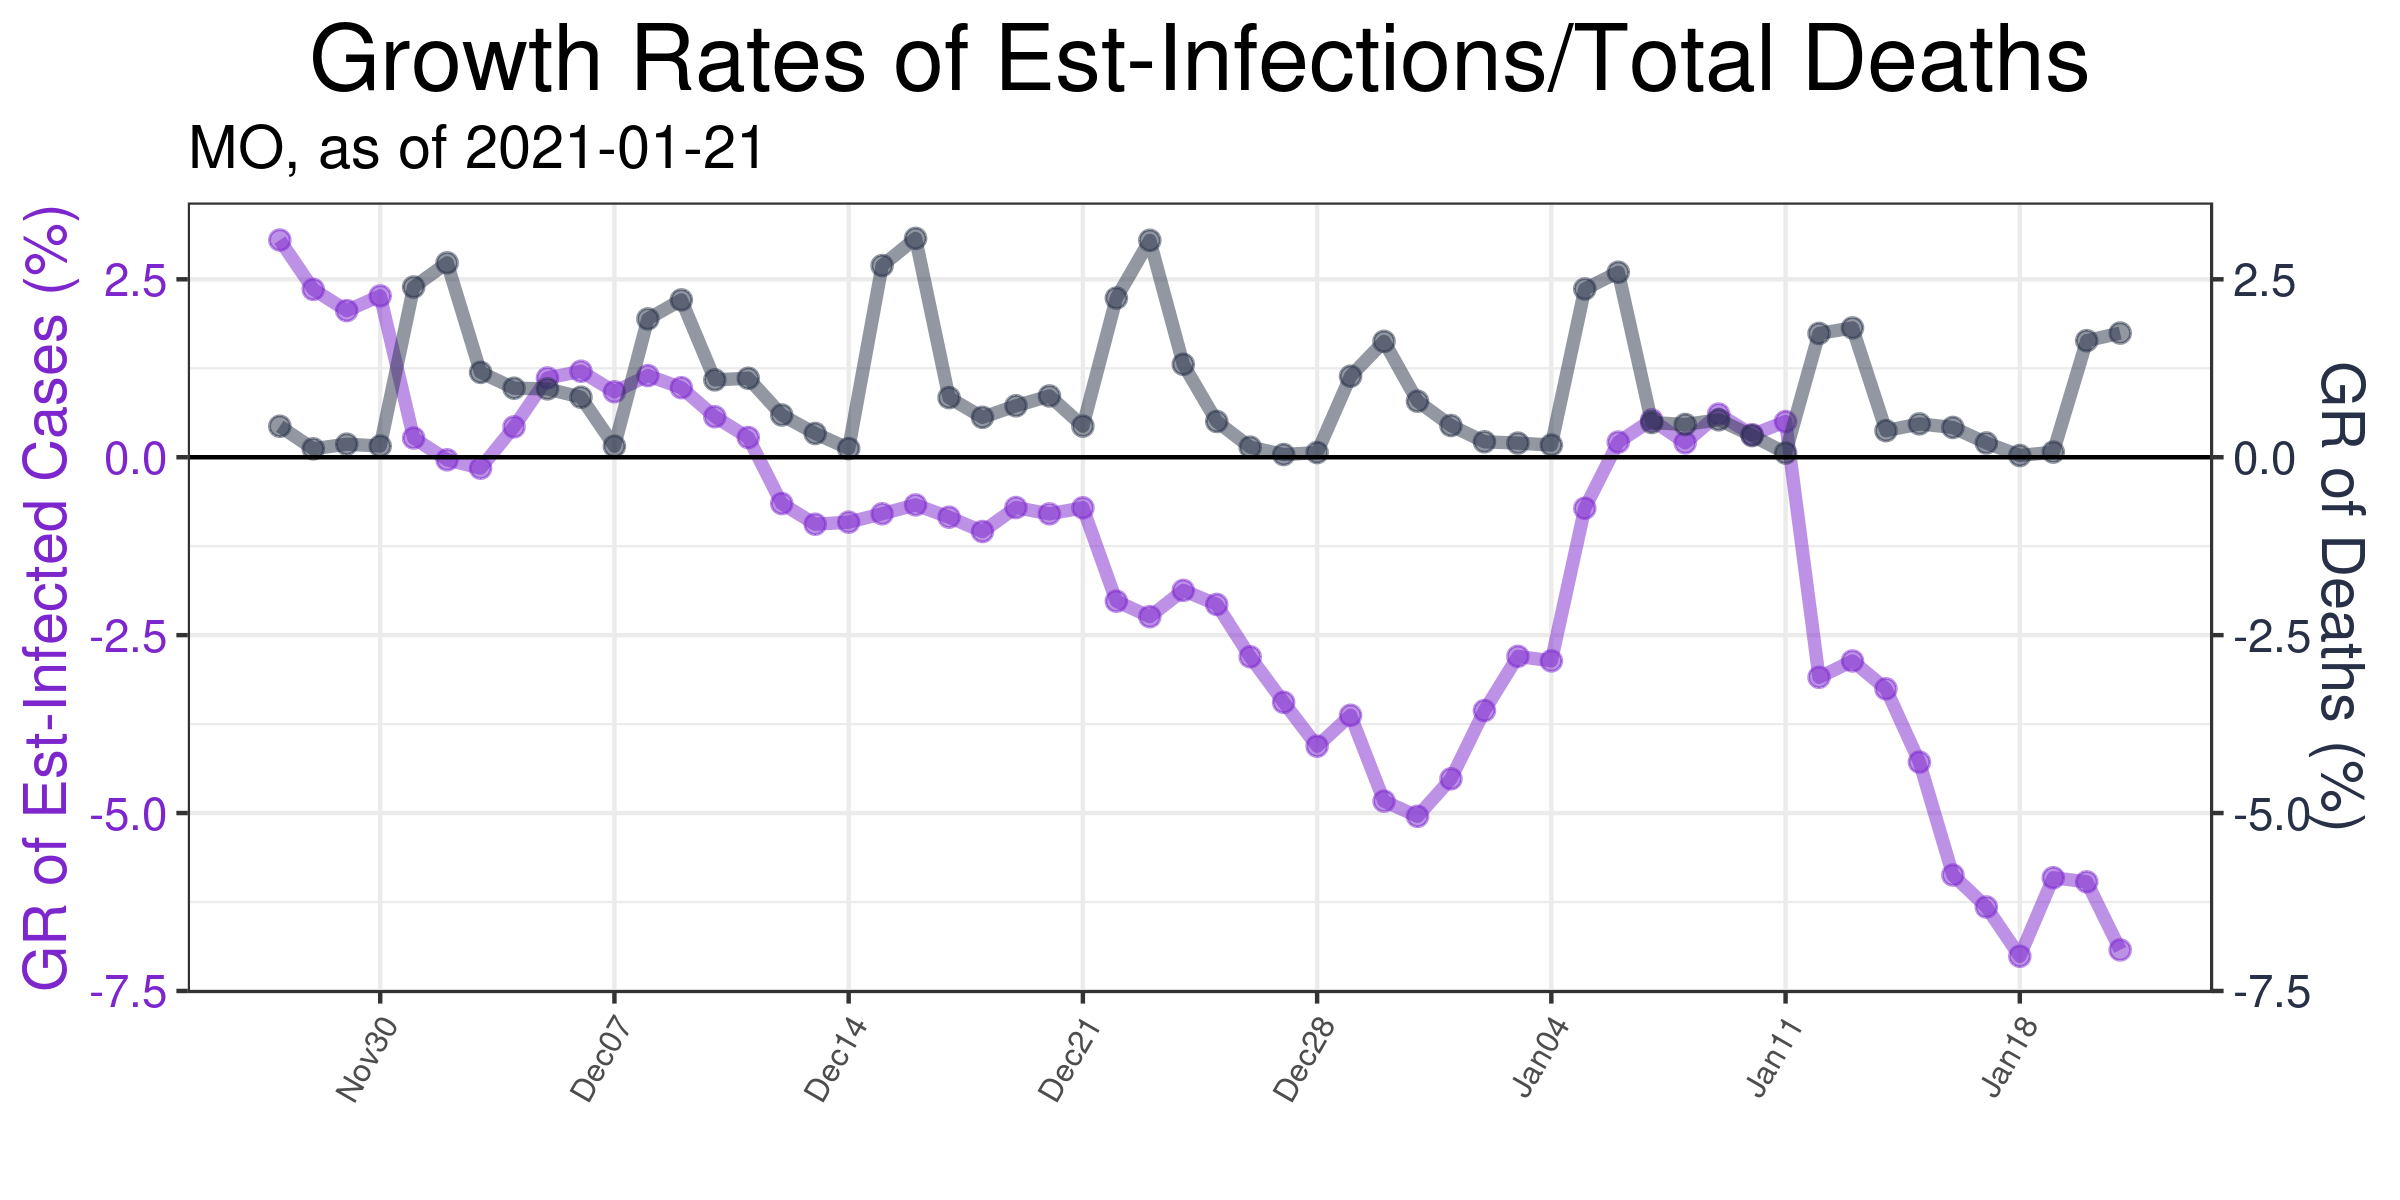 Growth Rates of Est-Infections/Total Deaths
MO, as of 2021-01-21
GR of Est-Infected Cases (%)
2.5
0.0
-2.5
-5.0
-7.5
2.5
0.0
-2.5
-5.0
-7.5
GR of Deaths (%)
Nov30
Dec07
Dec14
Dec21
Dec28
Jan04
Jan11
Jan18